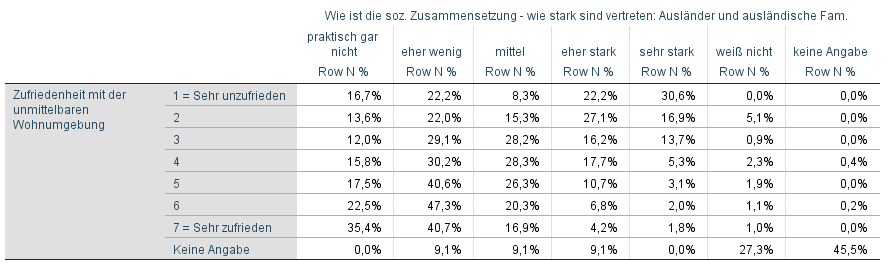 Wie ist die soz. Zusammensetzung - wie stark sind vertreten: Ausländer und ausländische Fam.
praktisch gar nicht eher wenig mittel eher stark sehr stark weiß nicht keine Angabe
Row N % Row N % Row N % Row N % Row N % Row N % Row N %
Zufriedenheit mit der unmittelbaren Wohnumgebung
1 = Sehr unzufrieden 16,7% 22,2% 8,3% 22,2% 30,6% 0,0% 0,0%
2 13,6% 22,0% 15,3% 27,1% 16,9% 5,1% 0,0%
3 12,0% 29,1% 28,2% 16,2% 13,7% 0,9% 0,0%
4 15,8% 30,2% 28,3% 17,7% 5,3% 2,3% 0,4%
5 17,5% 40,6% 26,3% 10,7% 3,1% 1,9% 0,0%
6 22,5% 47,3% 20,3% 6,8% 2,0% 1,1% 0,2%
7 = Sehr zufrieden 35,4% 40,7% 16,9% 4,2% 1,8% 1,0% 0,0%
Keine Angabe 0,0% 9,1% 9,1% 9,1% 0,0% 27,3% 45,5%